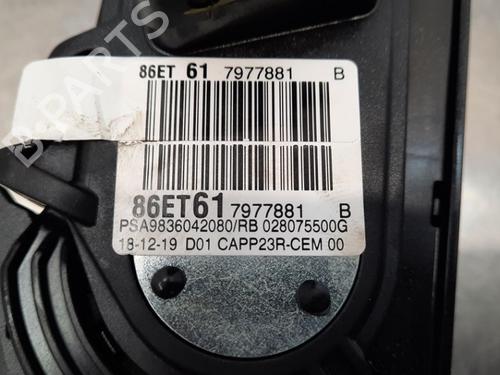 B-PARTS
86ET 61 7977881 B
86ET61 7977881 B
PSA9836042080/RB 028075500G
18-12-19 D01 CAPP23R-CEM 00